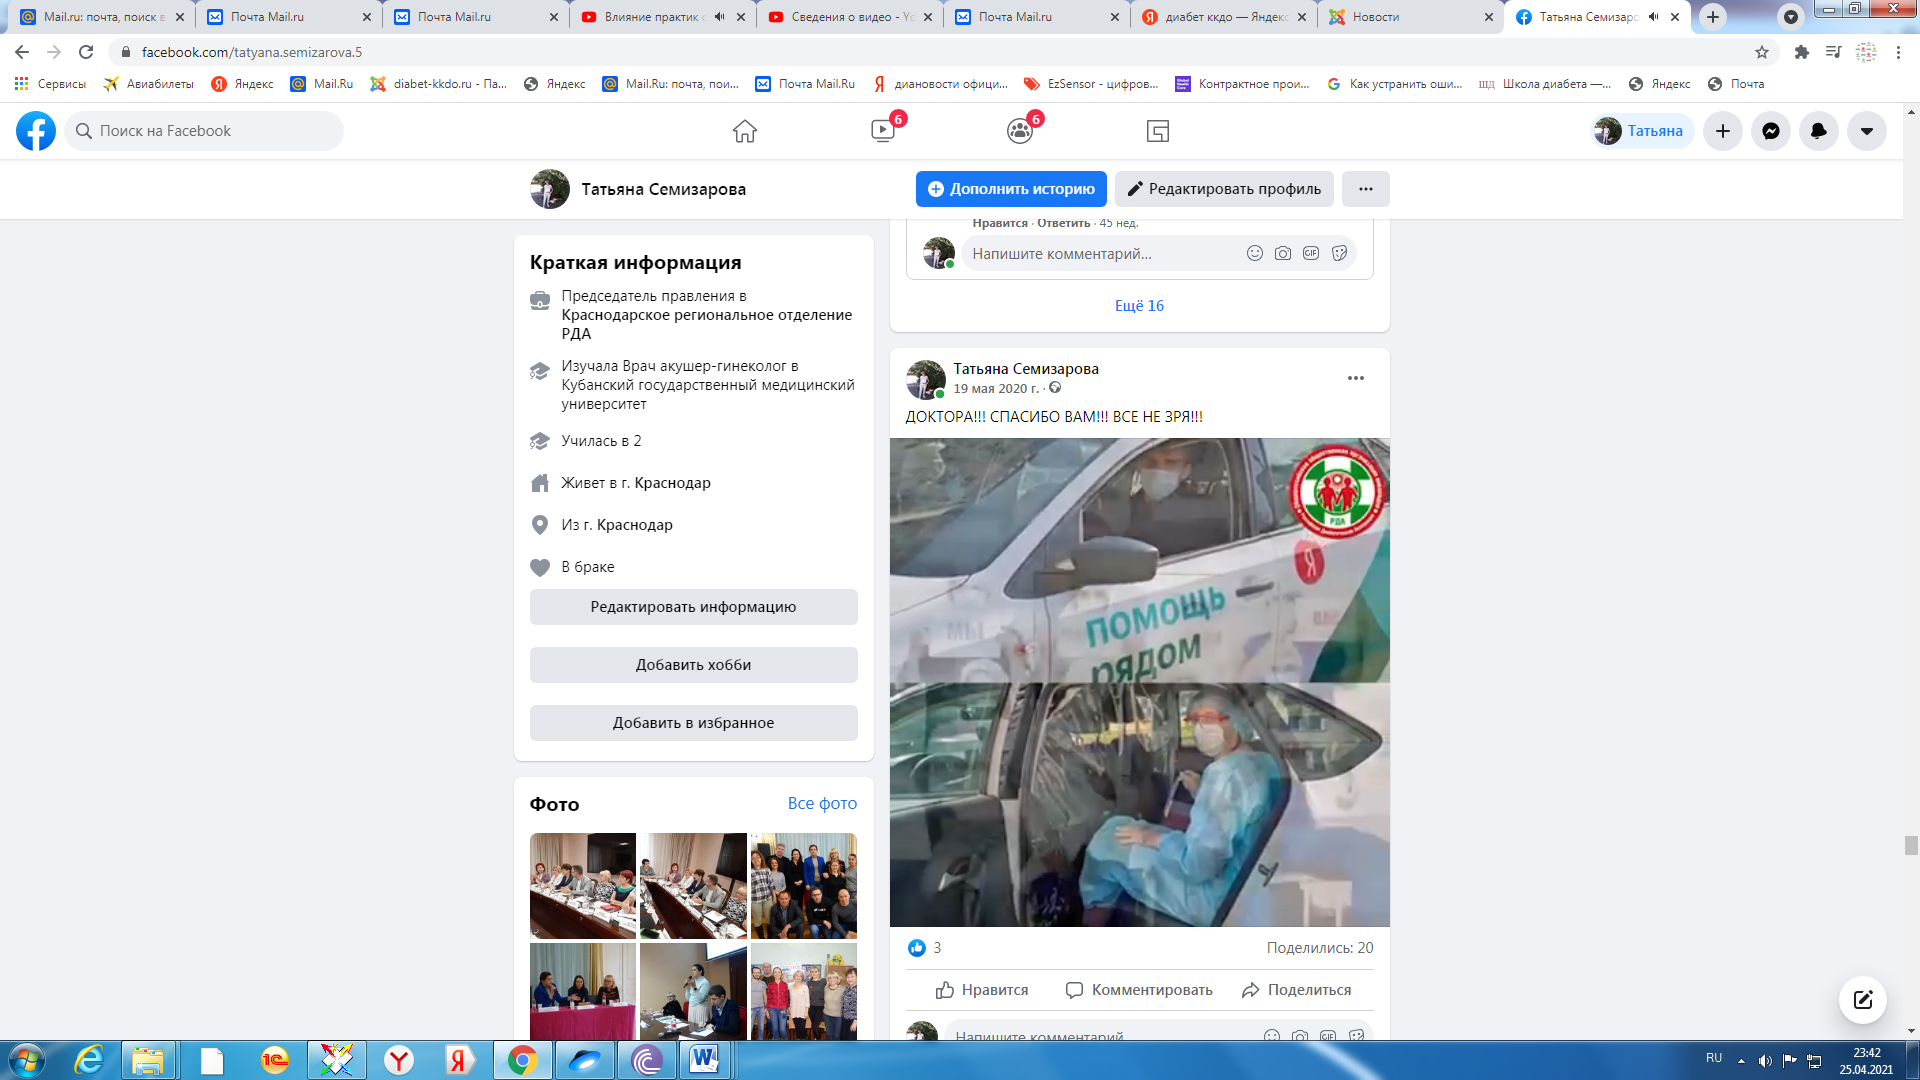 Mail.ru: почта, поиск в
Почта Mail.ru
Почта Mail.ru
Влияние практик с
Сведения о видео - Yo
Почта Mail.ru
диабет ккдо — Яндекс
Новости
Татьяна Семизаро
facebook.com/tatyana.semizarova.5
Сервисы
Авиабилеты
Яндекс
Mail.Ru
diabet-kkdo.ru - Па...
Яндекс
Mail.Ru: почта, пои...
Почта Mail.Ru
диановости офици...
EzSensor - цифров...
Контрактное прои...
Как устранить оши...
Школа диабета —...
Яндекс
Почта
Поиск на Facebook
6
6
Татьяна
Татьяна Семизарова
Дополнить историю
Редактировать профиль
Краткая информация
Председатель правления в
Краснодарское региональное отделение
РДА
Изучала Врач акушер-гинеколог в
Кубанский государственный медицинский
университет
Училась в 2
Живет в г. Краснодар
Из г. Краснодар
В браке
Редактировать информацию
Добавить хобби
Добавить в избранное
Фото
Все фото
Нравится · Ответить · 45 нед.
Напишите комментарий...
GIF
Ещё 16
Татьяна Семизарова
19 мая 2020 г. ·
ДОКТОРА!!! СПАСИБО ВАМ!!! ВСЕ НЕ ЗРЯ!!!
РДА
Я
МЫ
ПОМОЩЬ
РЯДОМ
3
Поделились: 20
Нравится
Комментировать
Поделиться
Напишите комментарий
GIF
RU
23:42
25.04.2021